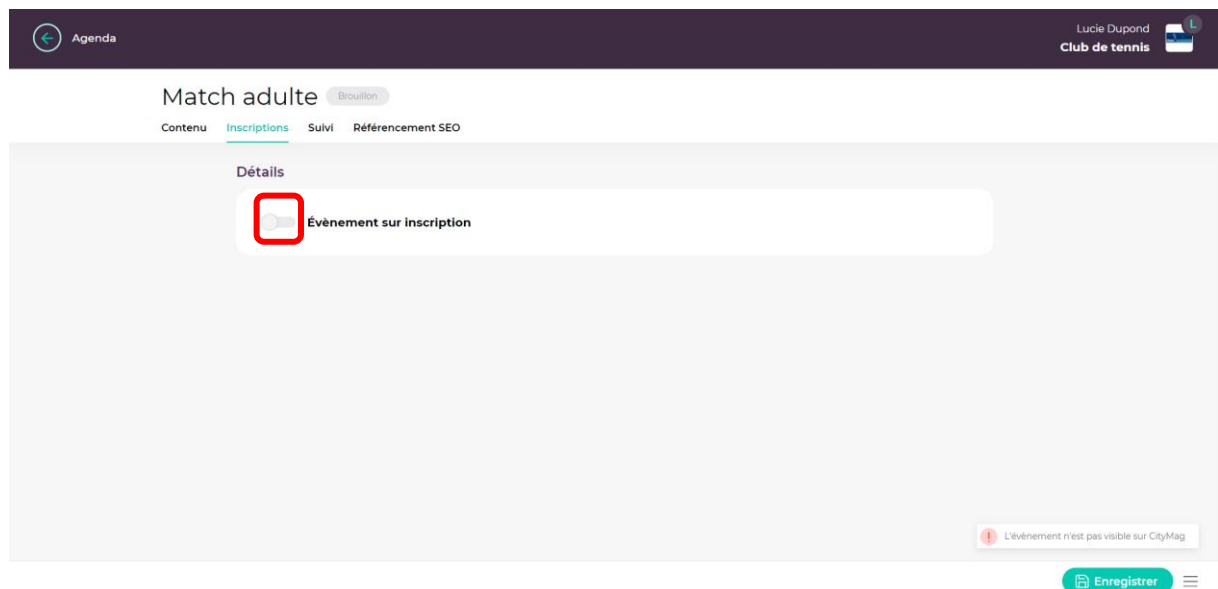 Agenda
Lucie Dupond
L
Club de tennis
Match adulte
Brouillon
Contenu Inscriptions Suivi Référencement SEO
Détails
Évènement sur inscription
L'évènement n'est pas visible sur CityMag
Enregistrer